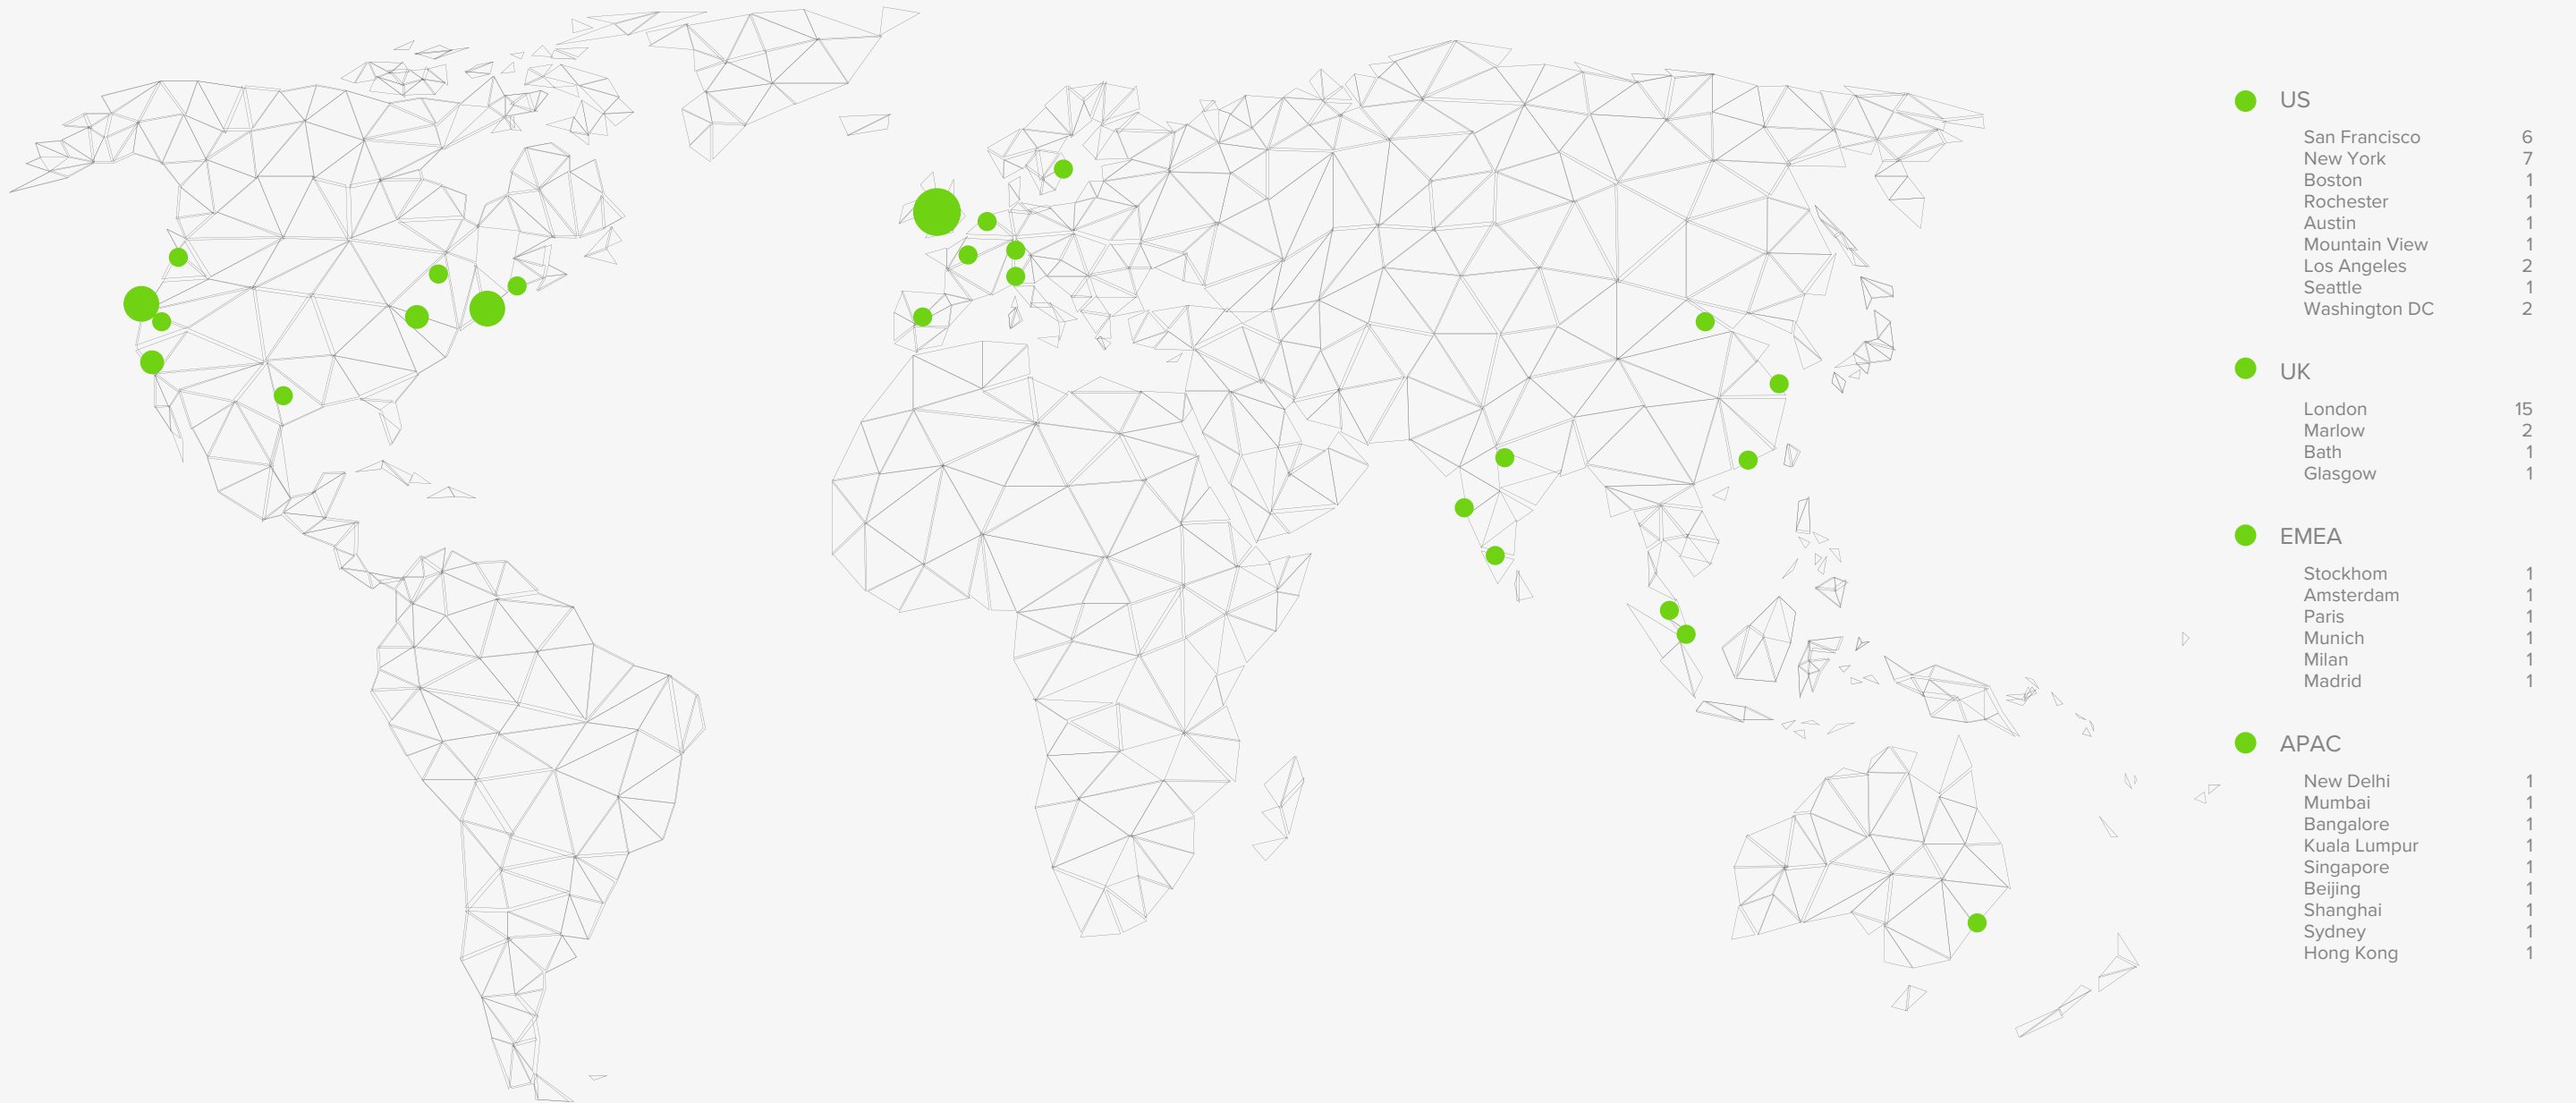 US
San Francisco 6
New York 7
Boston 1
Rochester 1
Austin 1
Mountain View 1
Los Angeles 2
Seattle 1
Washington DC 2
UK
London 15
Marlow 2
Bath 1
Glasgow 1
EMEA
Stockhom 1
Amsterdam 1
Paris 1
Munich 1
Milan 1
Madrid 1
APAC
New Delhi 1
Mumbai 1
Bangalore 1
Kuala Lumpur 1
Singapore 1
Beijing 1
Shanghai 1
Sydney 1
Hong Kong 1